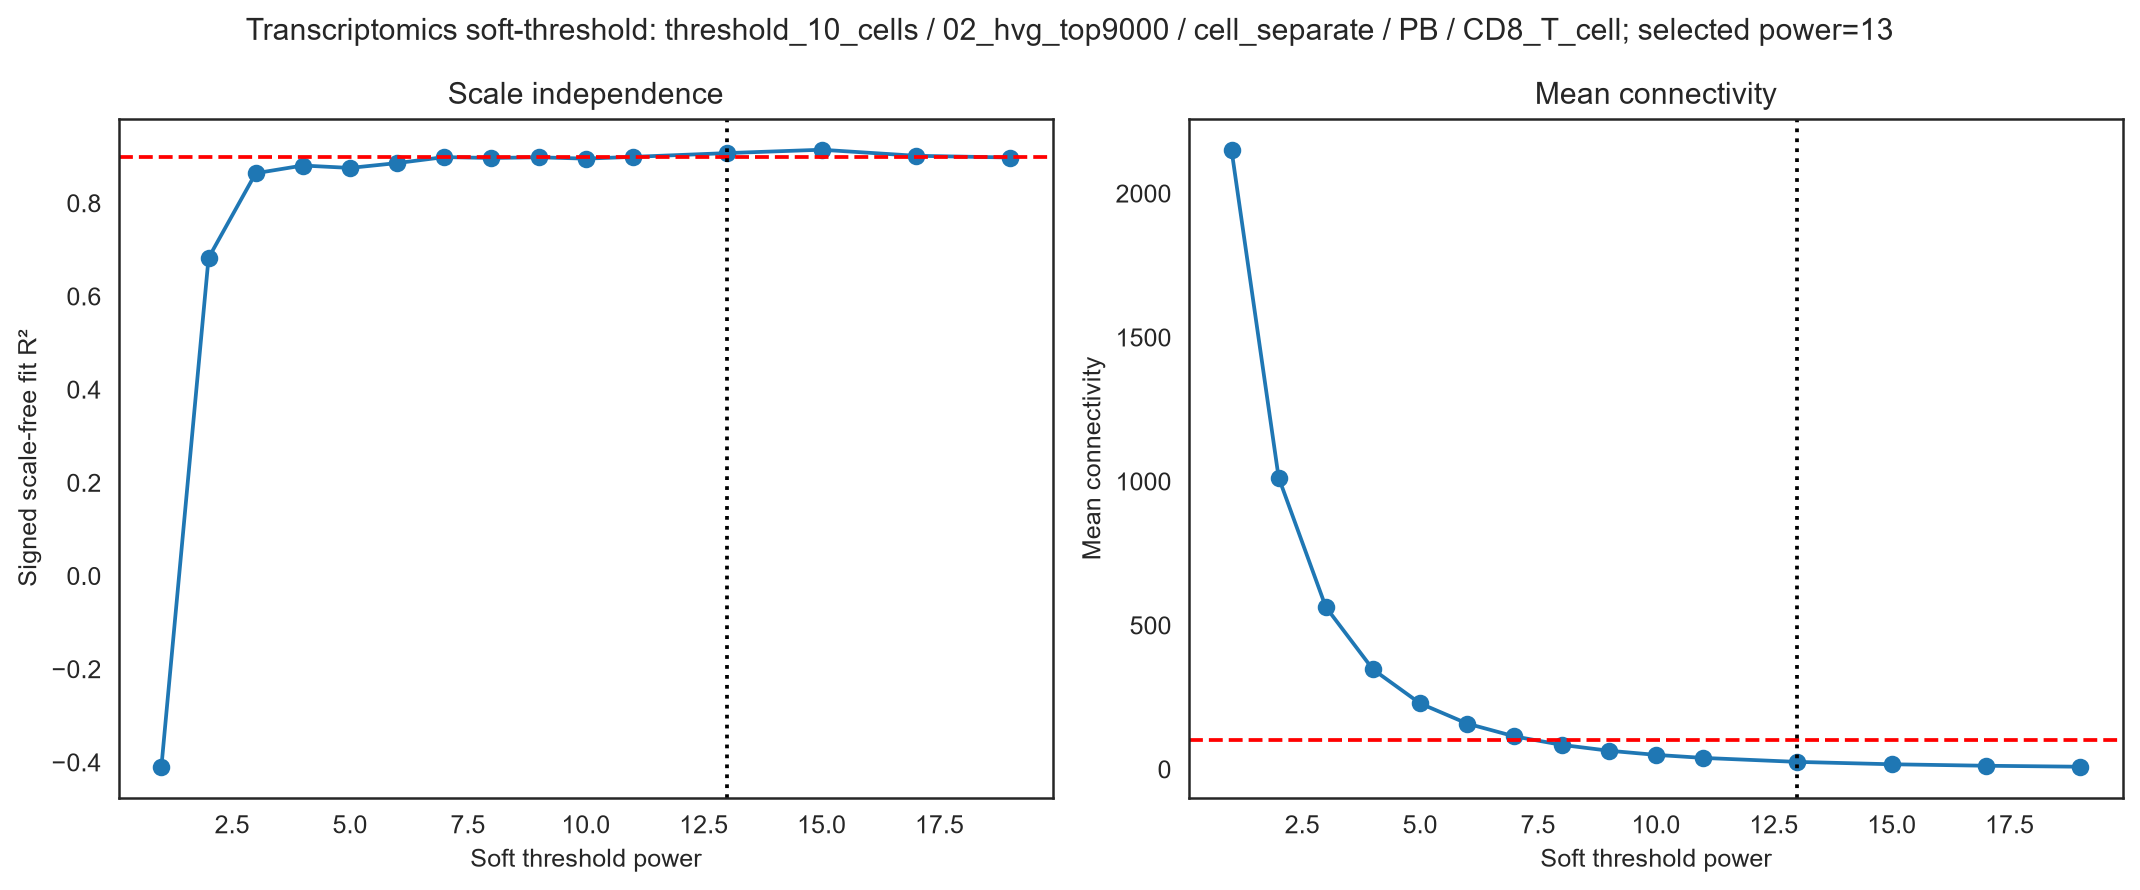 Transcriptomics soft-threshold: threshold_10_cells / 02_hvg_top9000 / cell_separate / PB / CD8_T_cell; selected power=13
Scale independence
Signed scale-free fit R²
0.8
0.6
0.4
0.2
0.0
−0.2
−0.4
2.5 5.0 7.5 10.0 12.5 15.0 17.5
Soft threshold power
Mean connectivity
Mean connectivity
2000
1500
1000
500
0
2.5 5.0 7.5 10.0 12.5 15.0 17.5
Soft threshold power